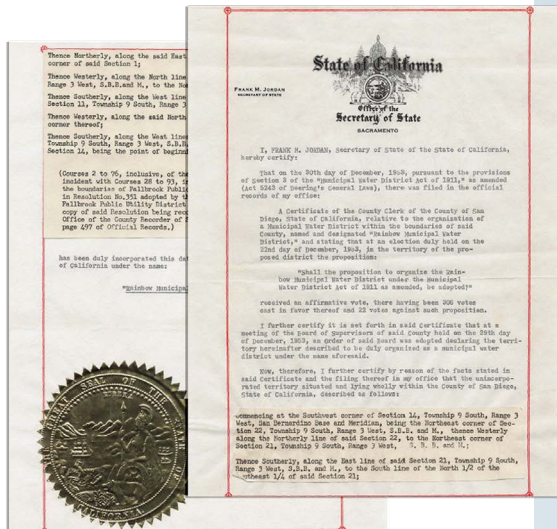 Thence Northerly, along the said East
corner of said Section 1;
Thence Westerly, along the North line
Range 3 West, S.B.B.and M., to the No
Thence Southerly, along the West line
Section 11, Township 9 South, Range 3
Thence Westerly, along the said North
corner thereof;
Thence Southerly, along the West line
Township 9 South, Range 3 West, S.B.B.
Section 14, being the point of beginni
(Courses 2 to 76, inclusive, of the
incident with Courses 28 to 93, in
the boundaries of Fallbrook Public
in Resolution No.351 adopted by th
Fallbrook Public Utility District
copy of said Resolution being reco
Office of the County Recorder of S
page 497 of Official Records,)
has been duly incorporated this dat
of California under the name:
"Rainbow Municipal
SEAL OF THE
EUREKA
CALIFORNIA
State of California
FRANK M. JORDAN
SECRETARY OF STATE
Office of the
Secretary of State
SACRAMENTO
I, FRANK M. JORDAN, Secretary of State of the State of California,
hereby certify:
That on the 30th day of December, 1953, pursuant to the provisions
of Section 3 of the "Municipal Water District Act of 1911," as amended
(Act 5243 of Deering's General Laws), there was filed in the official
records of my office:
A Certificate of the County Clerk of the County of San
Diego, State of California, relative to the organization of
a Municipal Water District within the boundaries of said
County, named and designated "Rainbow Municipal Water
District," and stating that at an election duly held on the
22nd day of December, 1953, in the territory of the pro-
posed district the proposition:
"Shall the proposition to organize the Rain-
bow Municipal Water District under the Municipal
Water District Act of 1911 as amended, be adopted?"
received an affirmative vote, there having been 206 votes
cast in favor thereof and 22 votes against such proposition.
I further certify it is set forth in said Certificate that at a
meeting of the Board of Supervisors of said County held on the 29th day
of December, 1953, an Order of said Board was adopted declaring the terri-
tory hereinafter described to be duly organized as a municipal water
district under the name aforesaid.
Now, therefore, I further certify by reason of the facts stated in
said Certificate and the filing thereof in my office that the unincorpo-
rated territory situated and lying wholly within the County of San Diego,
State of California, described as follows:
Commencing at the Southwest corner of Section 14, Township 9 South, Range 3
West, San Bernardino Base and Meridian, being the Northeast corner of Sec-
tion 22, Township 9 South, Range 3 West, S.B.B. and M., thence Westerly
along the Northerly line of said Section 22, to the Northeast corner of
Section 21, Township 9 South, Range 3 West, S. B. B. and M.;
Thence Southerly, along the East line of said Section 21, Township 9 South,
Range 3 West, S.B.B. and M., to the South line of the North 1/2 of the
utheast 1/4 of said Section 21;